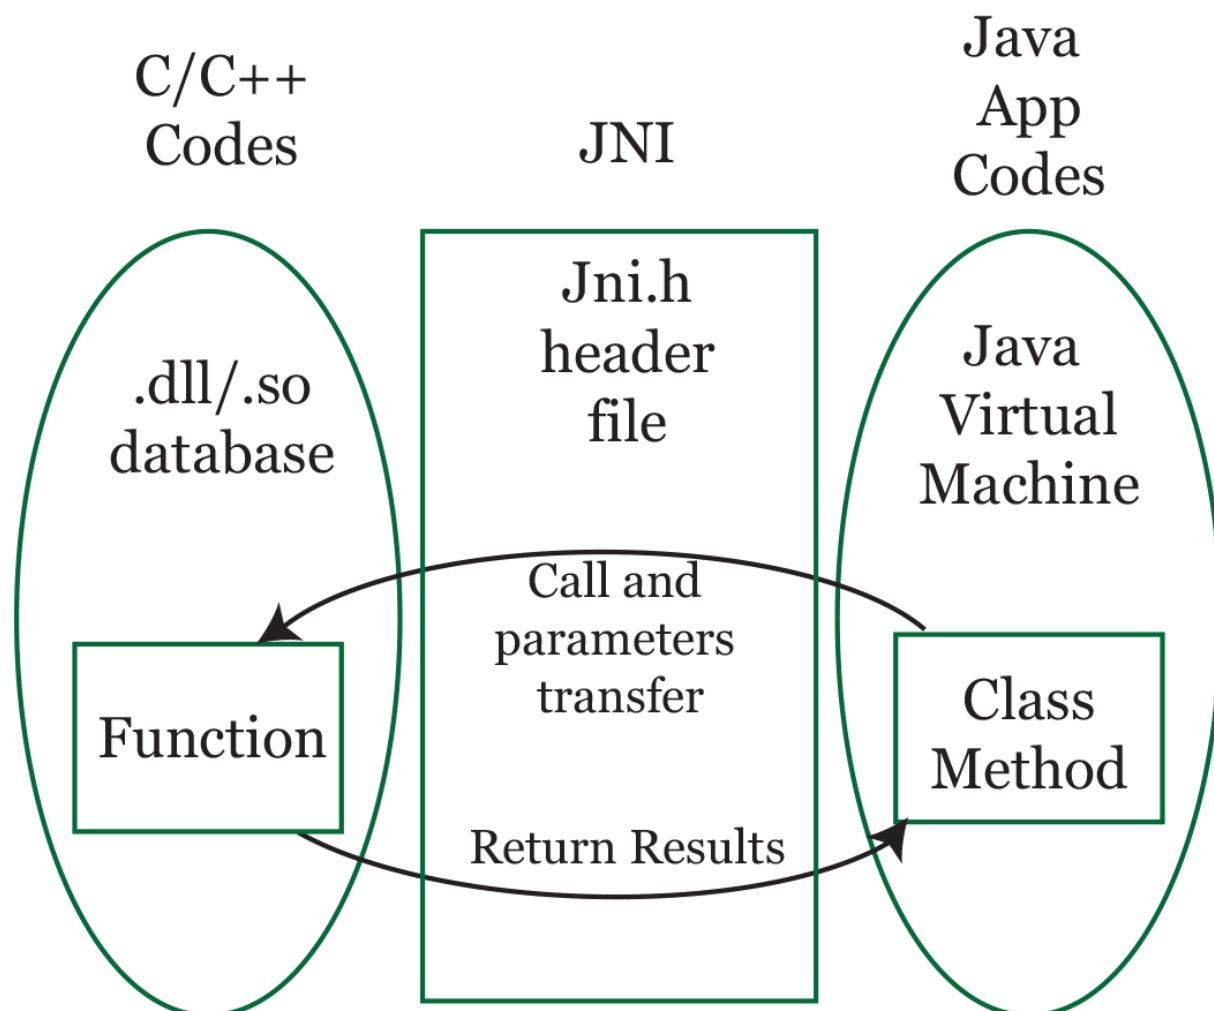 C/C++
Codes
JNI
Java
App
Codes
.dll/.so
database
Jni.h
header
file
Java
Virtual
Machine
Call and
parameters
transfer
Function
Class
Method
Return Results